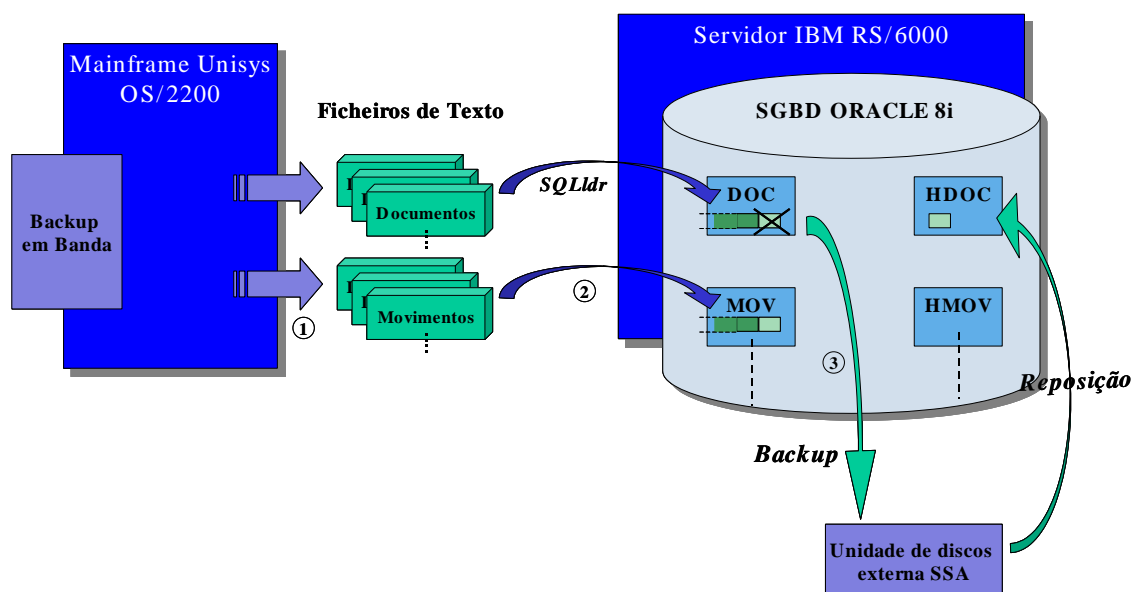 Mainframe Unisys
OS/2200
Backup
em Banda
Ficheiros de Texto
Documentos
Movimentos
1
SQLldr
2
Servidor IBM RS/6000
SGBD ORACLE 8i
DOC
HDOC
MOV
HMOV
3
Backup
Reposição
Unidade de discos
externa SSA